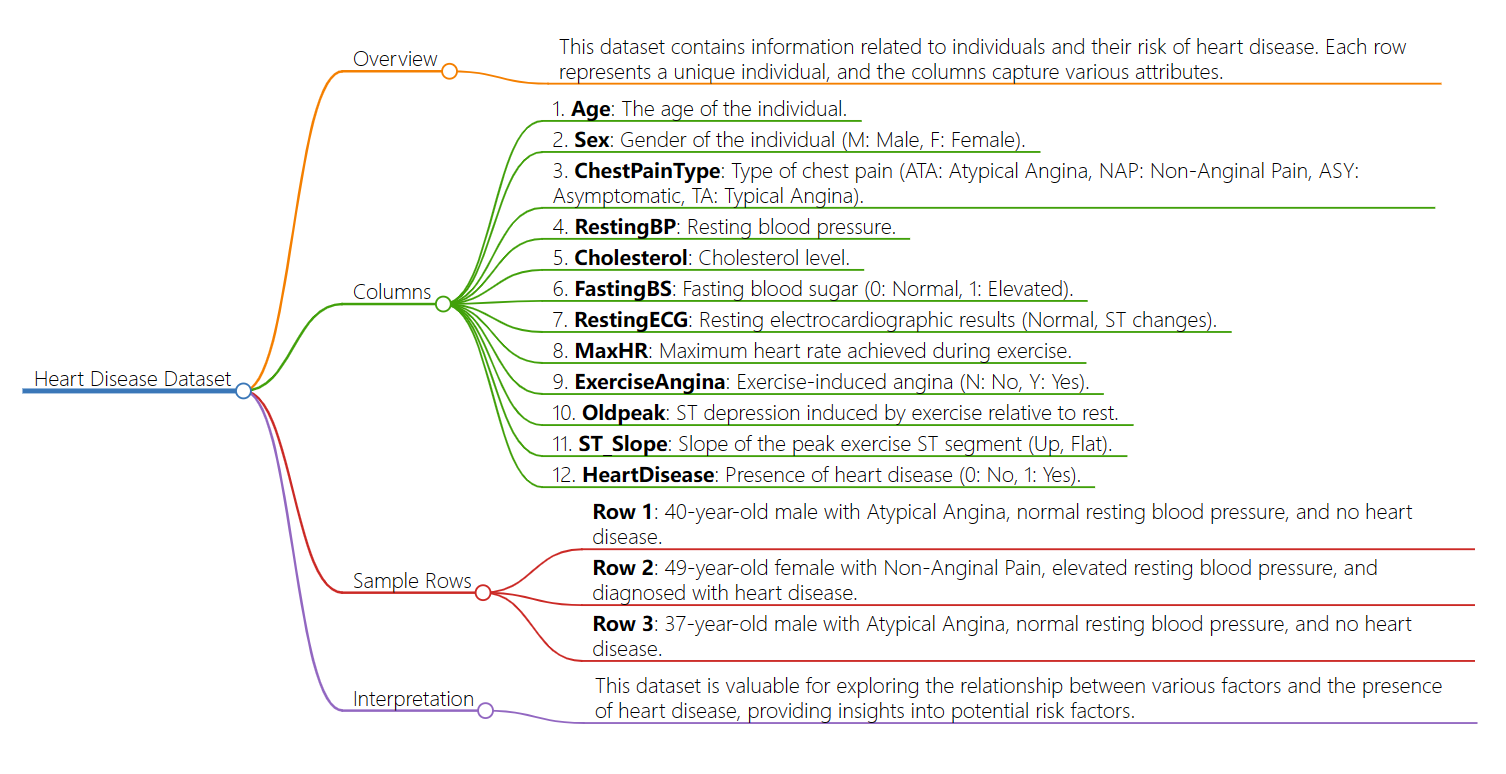 Heart Disease Dataset
Overview
This dataset contains information related to individuals and their risk of heart disease. Each row
represents a unique individual, and the columns capture various attributes.
Columns
1. Age: The age of the individual.
2. Sex: Gender of the individual (M: Male, F: Female).
3. ChestPainType: Type of chest pain (ATA: Atypical Angina, NAP: Non-Anginal Pain, ASY:
Asymptomatic, TA: Typical Angina).
4. RestingBP: Resting blood pressure.
5. Cholesterol: Cholesterol level.
6. FastingBS: Fasting blood sugar (0: Normal, 1: Elevated).
7. RestingECG: Resting electrocardiographic results (Normal, ST changes).
8. MaxHR: Maximum heart rate achieved during exercise.
9. ExerciseAngina: Exercise-induced angina (N: No, Y: Yes).
10. Oldpeak: ST depression induced by exercise relative to rest.
11. ST_Slope: Slope of the peak exercise ST segment (Up, Flat).
12. HeartDisease: Presence of heart disease (0: No, 1: Yes).
Sample Rows
Row 1: 40-year-old male with Atypical Angina, normal resting blood pressure, and no heart
disease.
Row 2: 49-year-old female with Non-Anginal Pain, elevated resting blood pressure, and
diagnosed with heart disease.
Row 3: 37-year-old male with Atypical Angina, normal resting blood pressure, and no heart
disease.
Interpretation
This dataset is valuable for exploring the relationship between various factors and the presence
of heart disease, providing insights into potential risk factors.